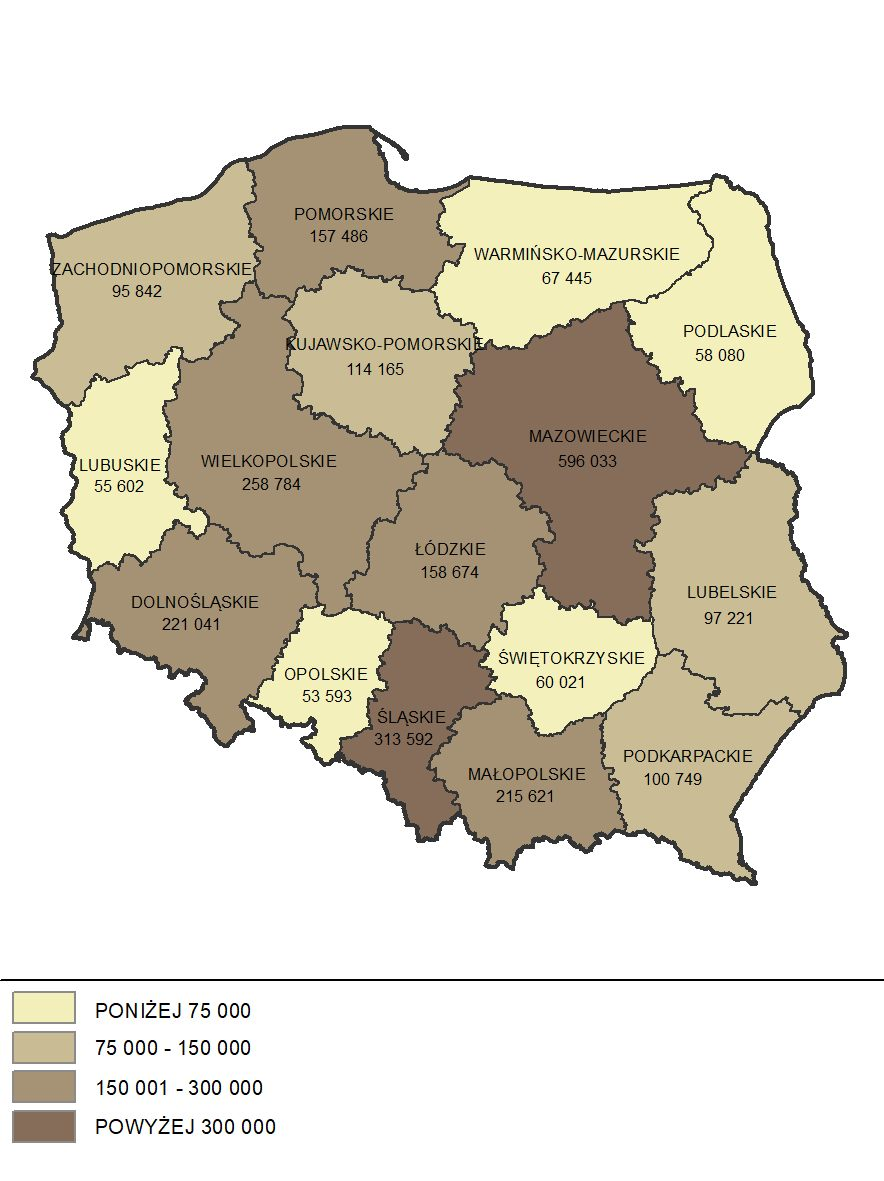 POMORSKIE
157 486
WARMIŃSKO-MAZURSKIE
67 445
ZACHODNIOPOMORSKIE
95 842
PODLASKIE
58 080
KUJAWSKO-POMORSKIE
114 165
MAZOWIECKIE
596 033
LUBUSKIE
55 602
WIELKOPOLSKIE
258 784
ŁÓDZKIE
158 674
LUBELSKIE
97 221
DOLNOŚLĄSKIE
221 041
ŚWIĘTOKRZYSKIE
60 021
OPOLSKIE
53 593
ŚLĄSKIE
313 592
PODKARPACKIE
100 749
MAŁOPOLSKIE
215 621
PONIŻEJ 75 000
75 000 - 150 000
150 001 - 300 000
POWYŻEJ 300 000